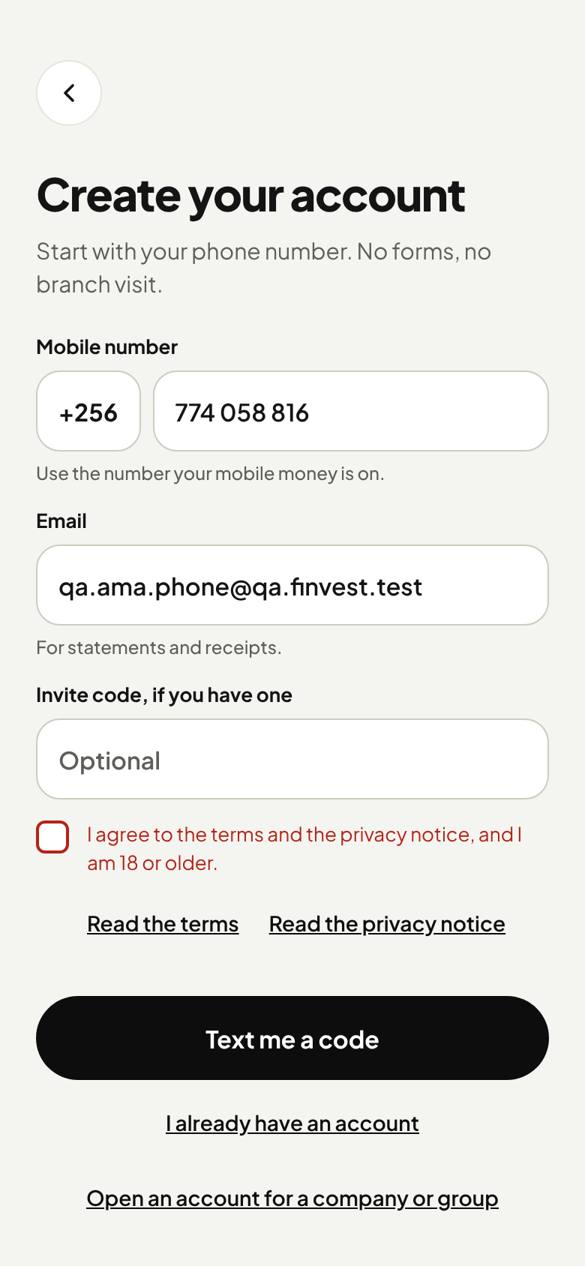 Create your account
Start with your phone number. No forms, no
branch visit.
Mobile number
+256 774 058 816
Use the number your mobile money is on.
Email
qa.ama.phone@qa.finvest.test
For statements and receipts.
Invite code, if you have one
Optional
I agree to the terms and the privacy notice, and I
am 18 or older.
Read the terms Read the privacy notice
Text me a code
I already have an account
Open an account for a company or group